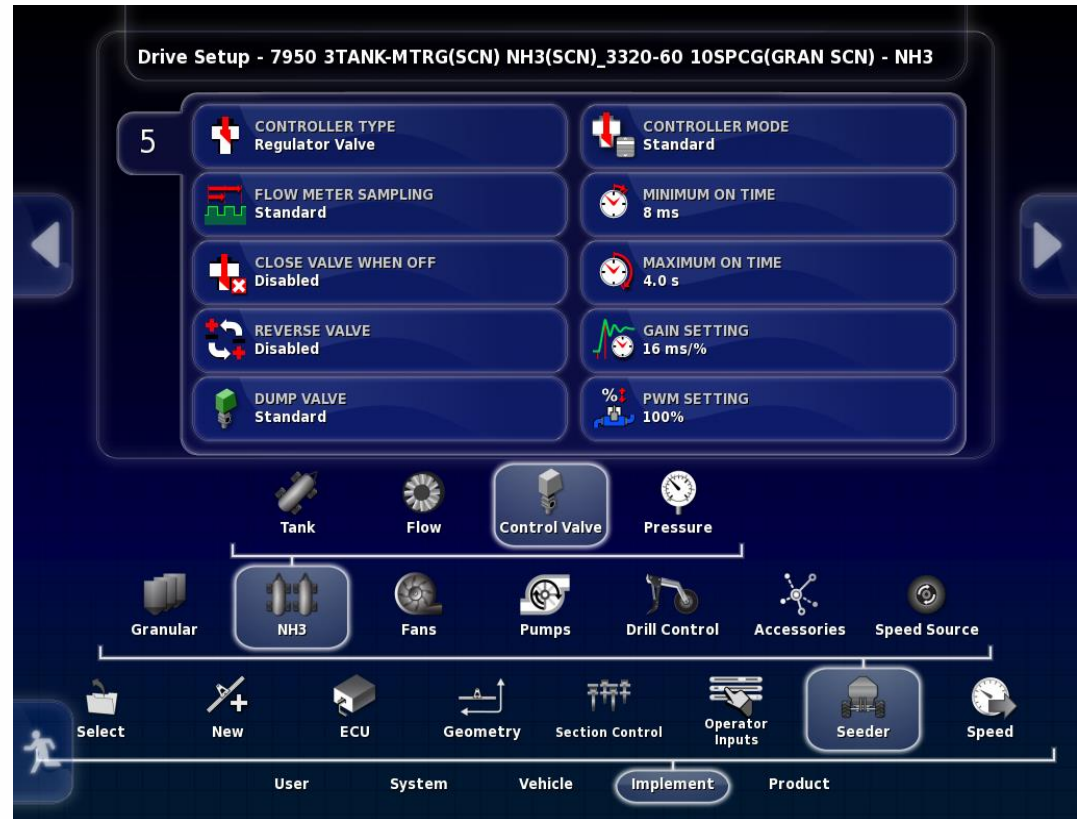 Drive Setup - 7950 3TANK-MTRG(SCN) NH3(SCN)_3320-60 10SPCG(GRAN SCN) - NH3
5
CONTROLLER TYPE
Regulator Valve
CONTROLLER MODE
Standard
FLOW METER SAMPLING
Standard
MINIMUM ON TIME
8 ms
CLOSE VALVE WHEN OFF
Disabled
MAXIMUM ON TIME
4.0 s
REVERSE VALVE
Disabled
GAIN SETTING
16 ms/%
DUMP VALVE
Standard
%
PWM SETTING
100%
Tank
Flow
Control Valve
Pressure
Granular
NH3
Fans
Pumps
Drill Control
Accessories
Speed Source
Select
New
ECU
Geometry
Section Control
Operator
Inputs
Seeder
Speed
User
System
Vehicle
Implement
Product